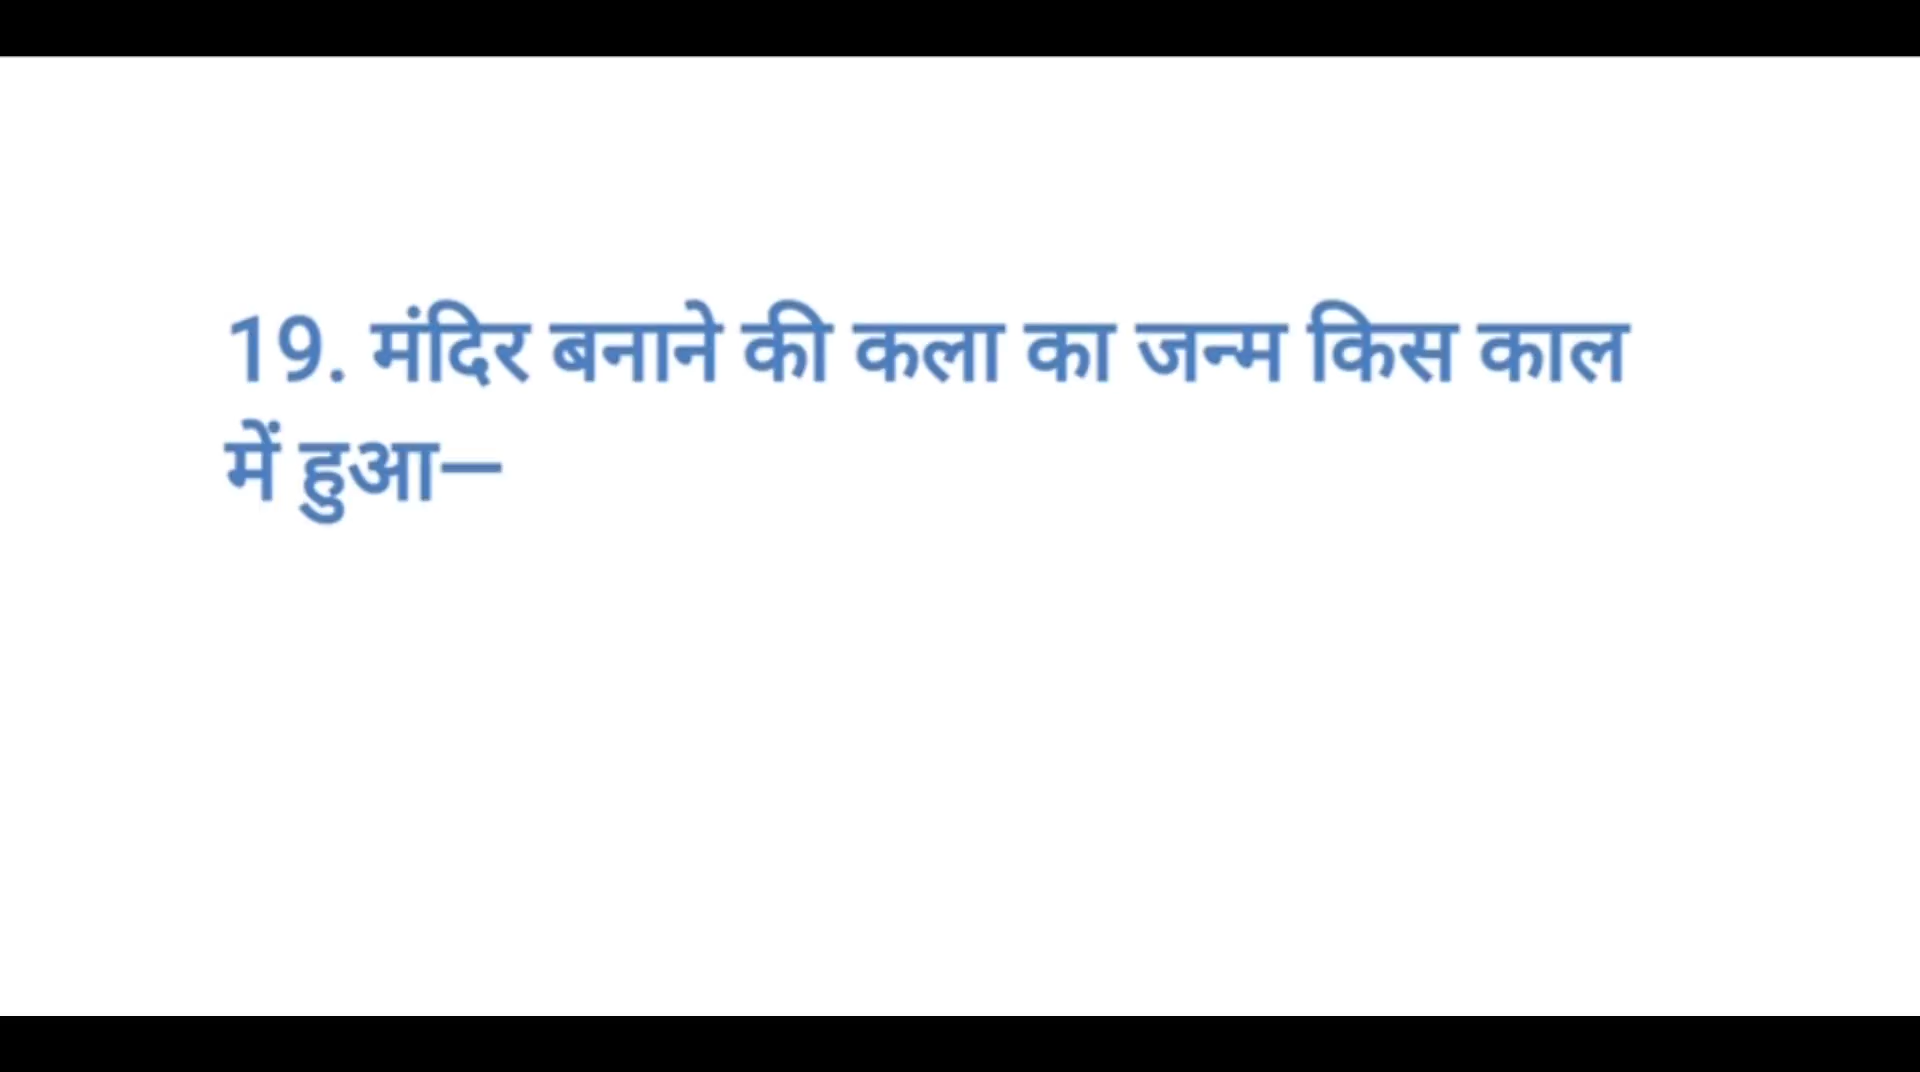 19. मंदिर बनाने की कला का जन्म किस काल
में हुआ—